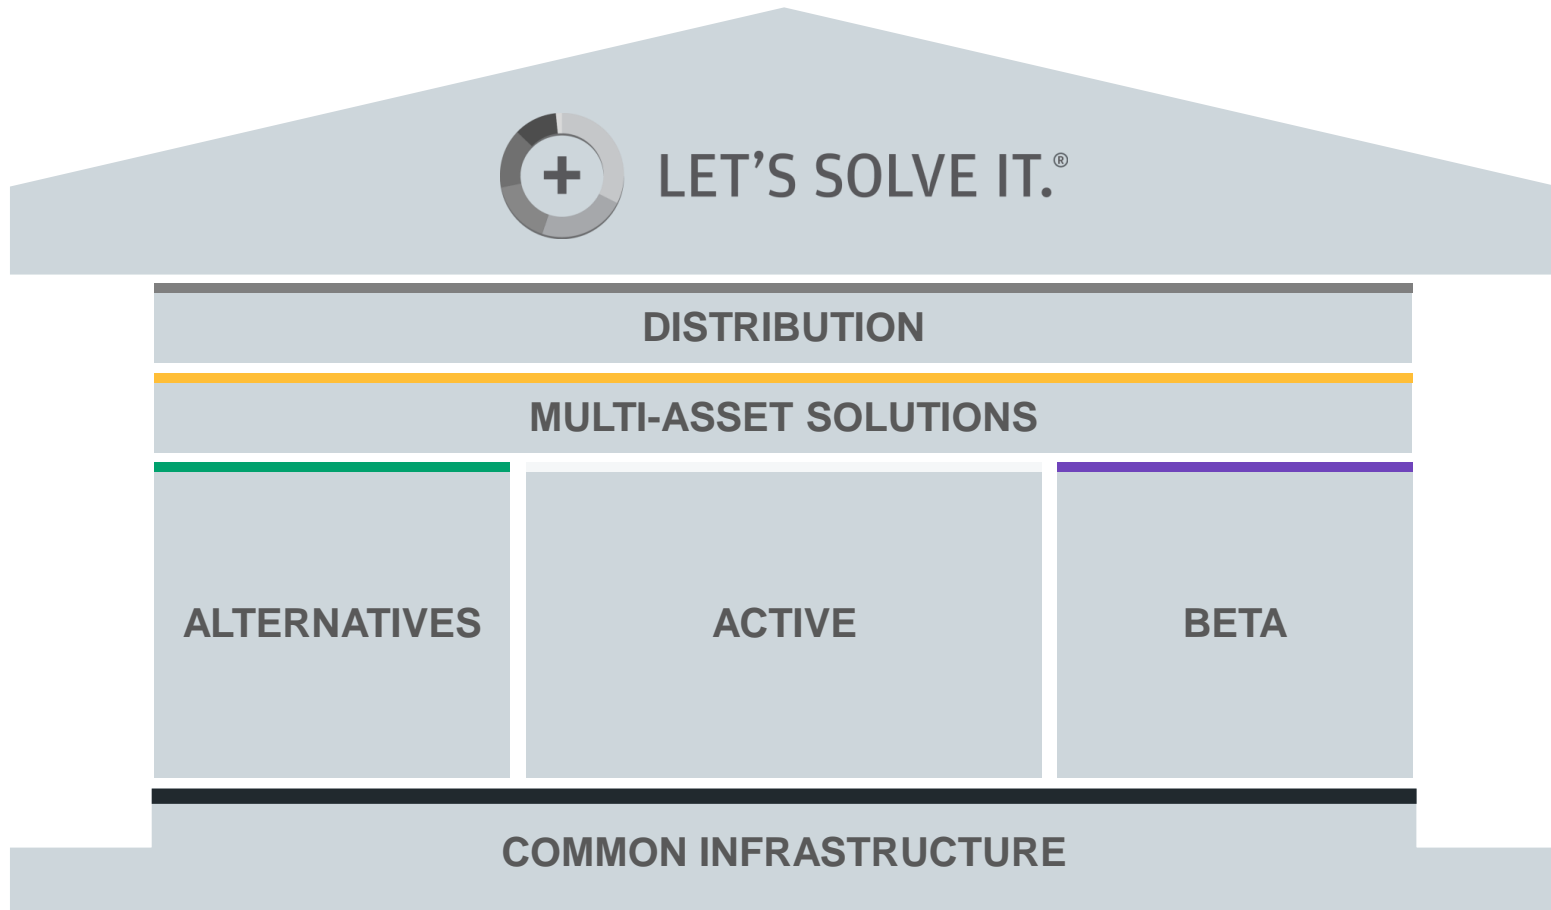 LET'S SOLVE IT.®
DISTRIBUTION
MULTI-ASSET SOLUTIONS
ALTERNATIVES
ACTIVE
BETA
COMMON INFRASTRUCTURE